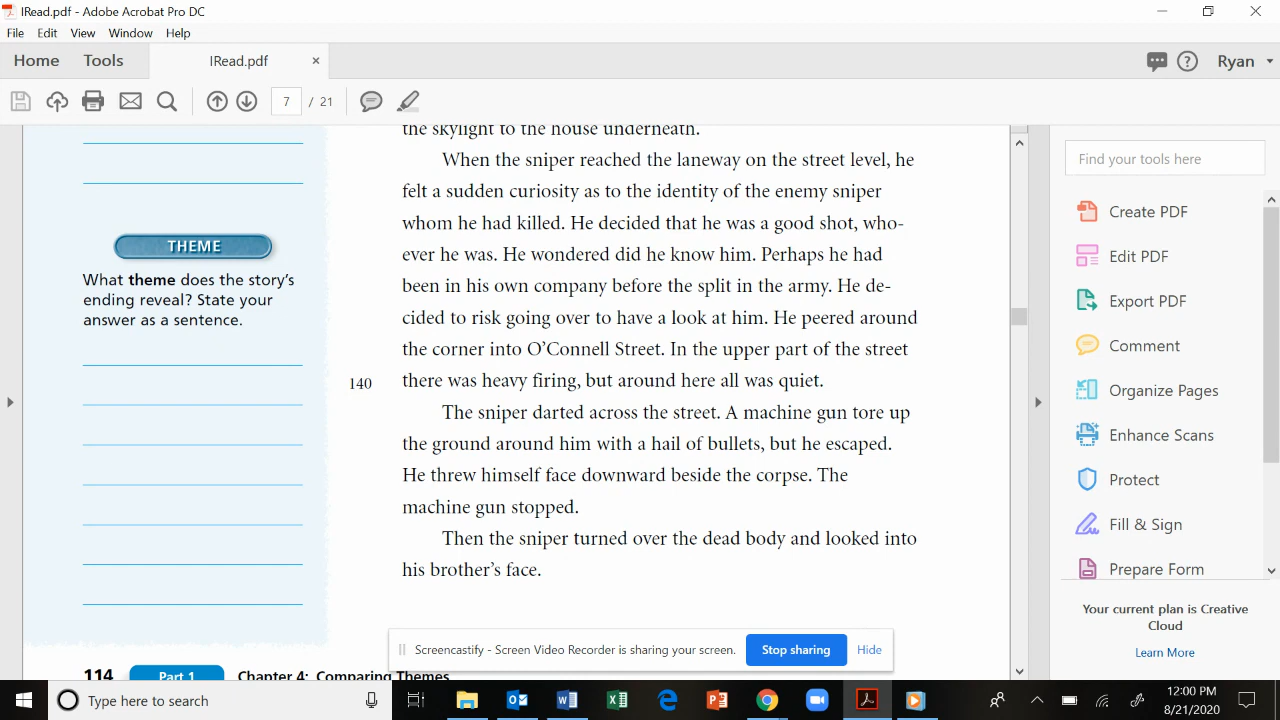 IRead.pdf - Adobe Acrobat Pro DC
File Edit View Window Help
Home Tools IRead.pdf × Ryan
7 / 21
the skylight to the house underneath.
When the sniper reached the laneway on the street level, he
felt a sudden curiosity as to the identity of the enemy sniper
whom he had killed. He decided that he was a good shot, who-
ever he was. He wondered did he know him. Perhaps he had
been in his own company before the split in the army. He de-
cided to risk going over to have a look at him. He peered around
the corner into O’Connell Street. In the upper part of the street
140 there was heavy firing, but around here all was quiet.
The sniper darted across the street. A machine gun tore up
the ground around him with a hail of bullets, but he escaped.
He threw himself face downward beside the corpse. The
machine gun stopped.
Then the sniper turned over the dead body and looked into
his brother’s face.
THEME
What theme does the story’s
ending reveal? State your
answer as a sentence.
114 Part 1 Chapter 4: Comparing Themes
Find your tools here
Create PDF
Edit PDF
Export PDF
Comment
Organize Pages
Enhance Scans
Protect
Fill & Sign
Prepare Form
Your current plan is Creative
Cloud
Learn More
Screencastify - Screen Video Recorder is sharing your screen. Stop sharing Hide
Type here to search
12:00 PM
8/21/2020